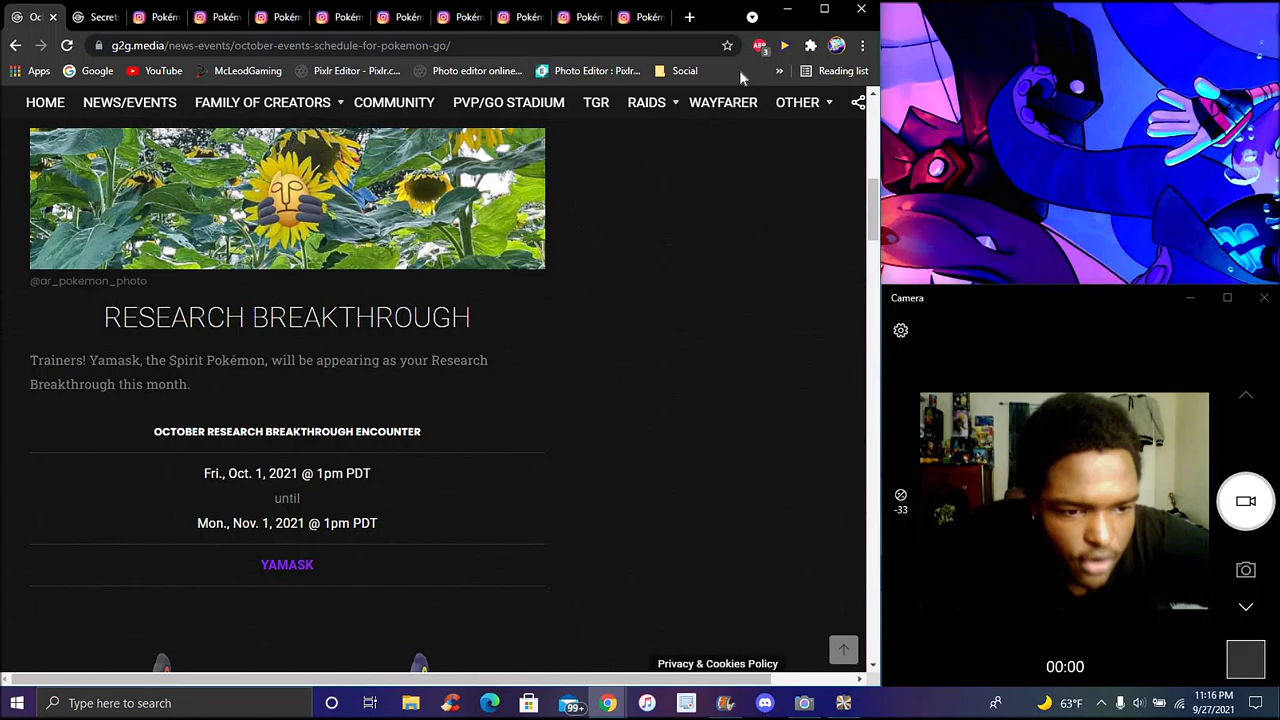 Oc
Secret
Pokém
Pokém
Pokém
Pokém
Pokém
Pokém
Pokém
Pokém
Pokém
g2g.media/news-events/october-events-schedule-for-pokemon-go/
ABP
3
Apps
Google
YouTube
McLeodGaming
Pixlr Editor - Pixlr.c...
Photo editor online...
Photo Editor : Pixlr...
Social
»
Reading list
HOME
NEWS/EVENTS
FAMILY OF CREATORS
COMMUNITY
PVP/GO STADIUM
TGR
RAIDS
WAYFARER
OTHER
@ar_pokemon_photo
RESEARCH BREAKTHROUGH
Trainers! Yamask, the Spirit Pokémon, will be appearing as your Research
Breakthrough this month.
OCTOBER RESEARCH BREAKTHROUGH ENCOUNTER
Fri., Oct. 1, 2021 @ 1pm PDT
until
Mon., Nov. 1, 2021 @ 1pm PDT
YAMASK
Privacy & Cookies Policy
Camera
-33
00:00
Type here to search
99+
63°F
11:16 PM
9/27/2021